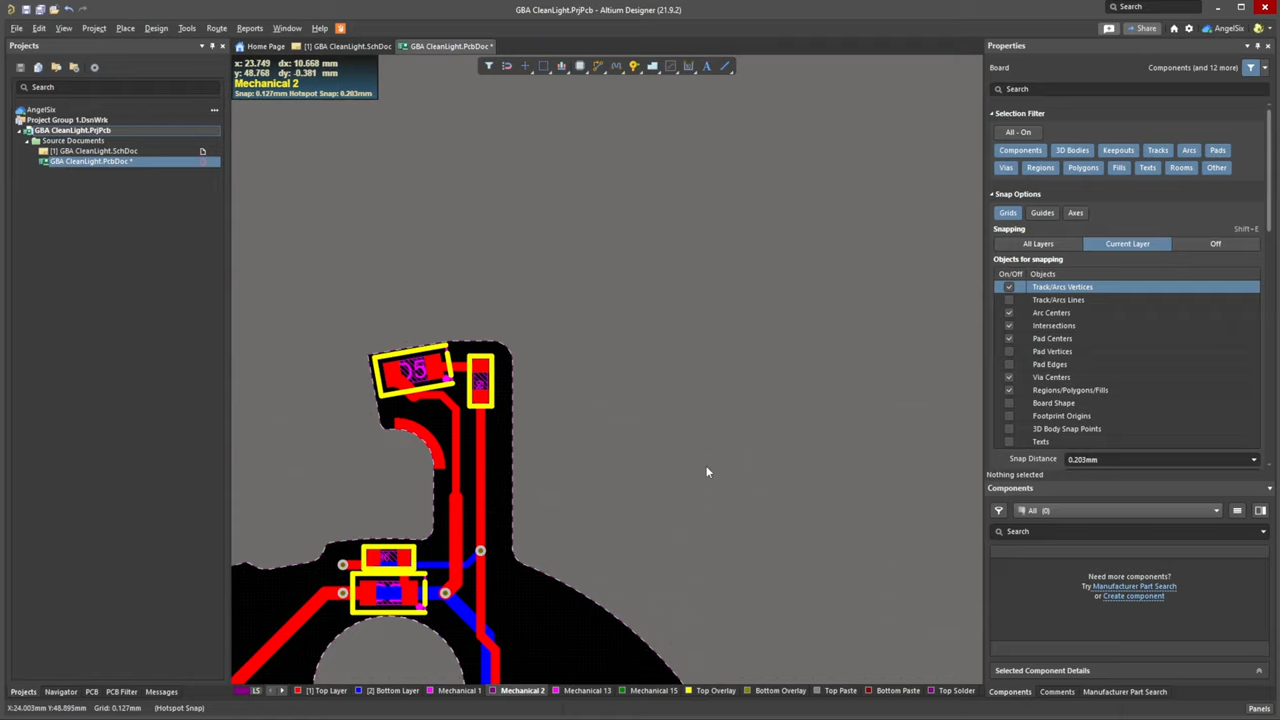 GBA CleanLight.PrjPcb - Altium Designer (21.9.2)
Search
File Edit View Project Place Design Tools Route Reports Window Help
Share
AngelSix
Projects
Home Page
[1] GBA CleanLight.SchDoc
GBA CleanLight.PcbDoc *
Properties
Search
AngelSix
Project Group 1.DsnWrk
GBA CleanLight.PrjPcb
Source Documents
[1] GBA CleanLight.SchDoc
GBA CleanLight.PcbDoc *
x: 23.749 dx: 10.668 mm
y: 48.768 dy: -0.381 mm
Mechanical 2
Snap: 0.127mm Hotspot Snap: 0.203mm
Board
Components (and 12 more)
Search
Selection Filter
All - On
Components 3D Bodies Keepouts Tracks Arcs Pads
Vias Regions Polygons Fills Texts Rooms Other
Snap Options
Grids Guides Axes
Snapping
Shift+E
All Layers Current Layer Off
Objects for snapping
On/Off Objects
Track/Arcs Vertices
Track/Arcs Lines
Arc Centers
Intersections
Pad Centers
Pad Vertices
Pad Edges
Via Centers
Regions/Polygons/Fills
Board Shape
Footprint Origins
3D Body Snap Points
Texts
Snap Distance 0.203mm
Nothing selected
Components
All (0)
Search
Need more components?
Try Manufacturer Part Search
or Create component
Selected Component Details
Components Comments Manufacturer Part Search
Projects Navigator PCB PCB Filter Messages
LS [1] Top Layer [2] Bottom Layer Mechanical 1 Mechanical 2 Mechanical 13 Mechanical 15 Top Overlay Bottom Overlay Top Paste Bottom Paste Top Solder
X:24.003mm Y:48.895mm Grid: 0.127mm (Hotspot Snap)
Panels